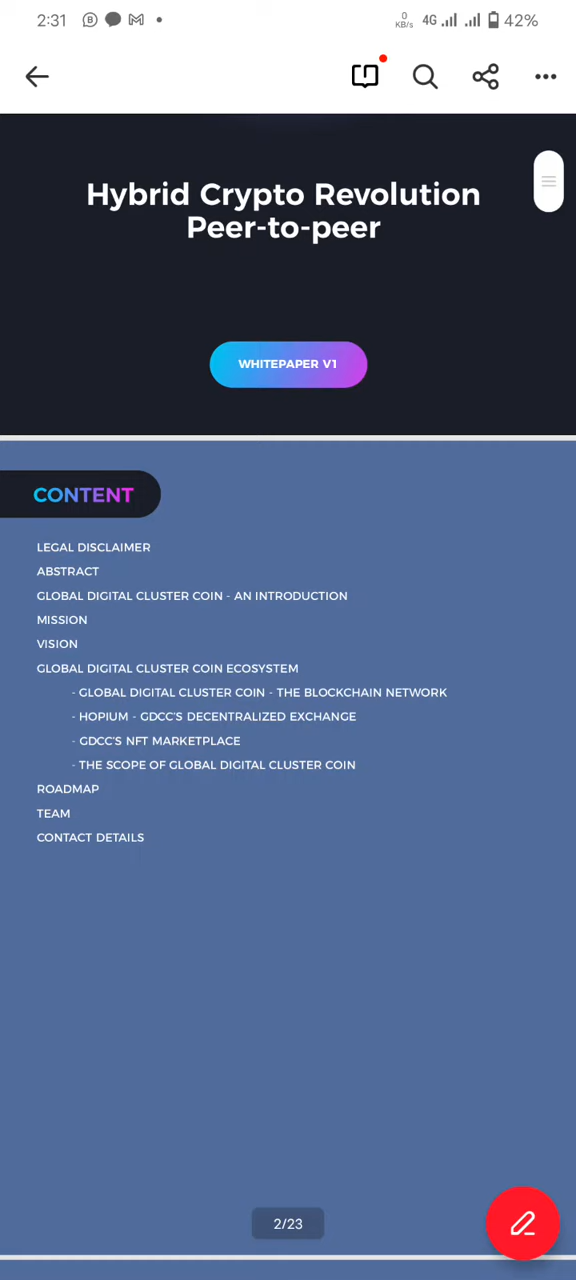 2:31
0
KB/s
4G
42%
Hybrid Crypto Revolution
Peer-to-peer
WHITEPAPER V1
CONTENT
LEGAL DISCLAIMER
ABSTRACT
GLOBAL DIGITAL CLUSTER COIN - AN INTRODUCTION
MISSION
VISION
GLOBAL DIGITAL CLUSTER COIN ECOSYSTEM
- GLOBAL DIGITAL CLUSTER COIN - THE BLOCKCHAIN NETWORK
- HOPIUM - GDCC'S DECENTRALIZED EXCHANGE
- GDCC'S NFT MARKETPLACE
- THE SCOPE OF GLOBAL DIGITAL CLUSTER COIN
ROADMAP
TEAM
CONTACT DETAILS
2/23